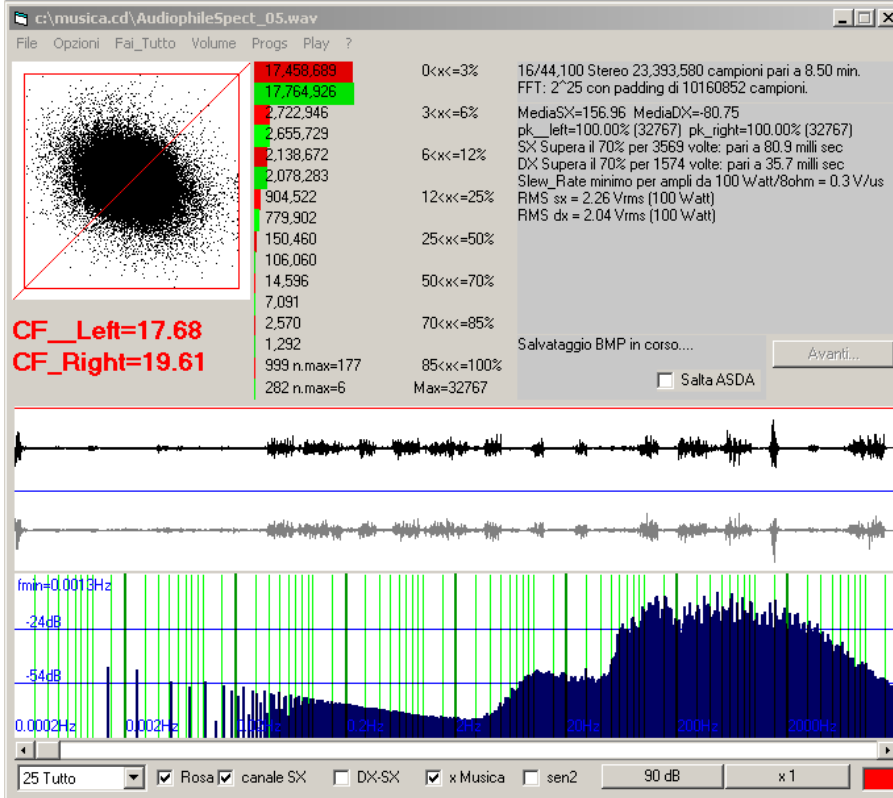 c:\musica.cd\AudiophileSpect_05.wav
File Opzioni Fai_Tutto Volume Progs Play ?
17,458,689 0<x<=3%
17,764,926
2,722,946 3<x<=6%
2,655,729
2,138,672 6<x<=12%
2,078,283
904,522 12<x<=25%
779,902
150,460 25<x<=50%
106,060
14,596 50<x<=70%
7,091
2,570 70<x<=85%
1,292
999 n.max=177 85<x<=100%
282 n.max=6 Max=32767
16/44,100 Stereo 23,393,580 campioni pari a 8.50 min.
FFT: 2^25 con padding di 10160852 campioni.
MediaSX=156.96 MediaDX=-80.75
pk__left=100.00% (32767) pk_right=100.00% (32767)
SX Supera il 70% per 3569 volte: pari a 80.9 milli sec
DX Supera il 70% per 1574 volte: pari a 35.7 milli sec
Slew_Rate minimo per ampli da 100 Watt/8ohm = 0.3 V/us
RMS sx = 2.26 Vrms (100 Watt)
RMS dx = 2.04 Vrms (100 Watt)
CF__Left=17.68
CF_Right=19.61
Salvataggio BMP in corso....
Avanti...
Salta ASDA
fmin=0.0013Hz
-24dB
-54dB
0.0002Hz 0.002Hz 0.2Hz 2Hz 20Hz 200Hz 2000Hz
25 Tutto Rosa canale SX DX-SX x Musica sen2 90 dB x 1